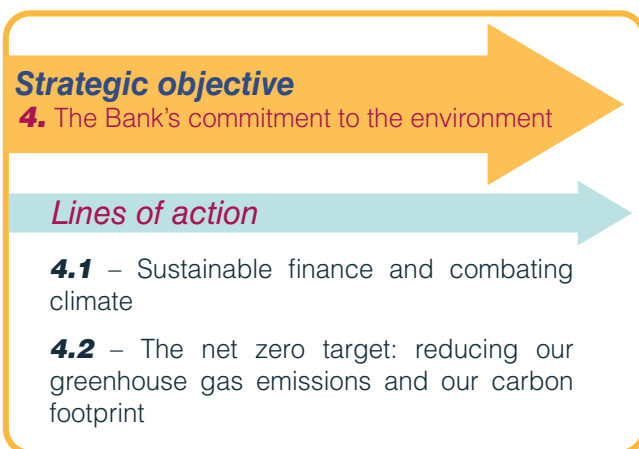 Strategic objective
4. The Bank's commitment to the environment
Lines of action
4.1 – Sustainable finance and combating
climate
4.2 – The net zero target: reducing our
greenhouse gas emissions and our carbon
footprint